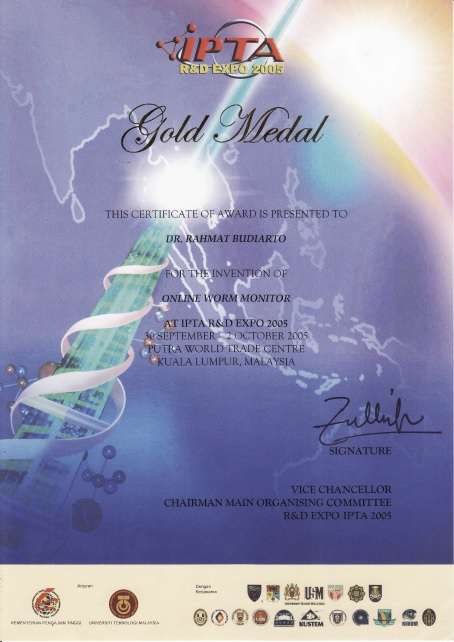 IPTA
R&D EXPO 2005
Gold Medal
THIS CERTIFICATE OF AWARD IS PRESENTED TO
DR. RAHMAT BUDIARTO
FOR THE INVENTION OF
ONLINE WORM MONITOR
AT IPTA R&D EXPO 2005
30 SEPTEMBER - 2 OCTOBER 2005
PUTRA WORLD TRADE CENTRE
KUALA LUMPUR, MALAYSIA
SIGNATURE
VICE CHANCELLOR
CHAIRMAN MAIN ORGANISING COMMITTEE
R&D EXPO IPTA 2005
Anjuran
Dengan
Kerjasama
KEMENTERIAN PENGAJIAN TINGGI
UNIVERSITI TEKNOLOGI MALAYSIA
USM
KUSTEM
KUKUM